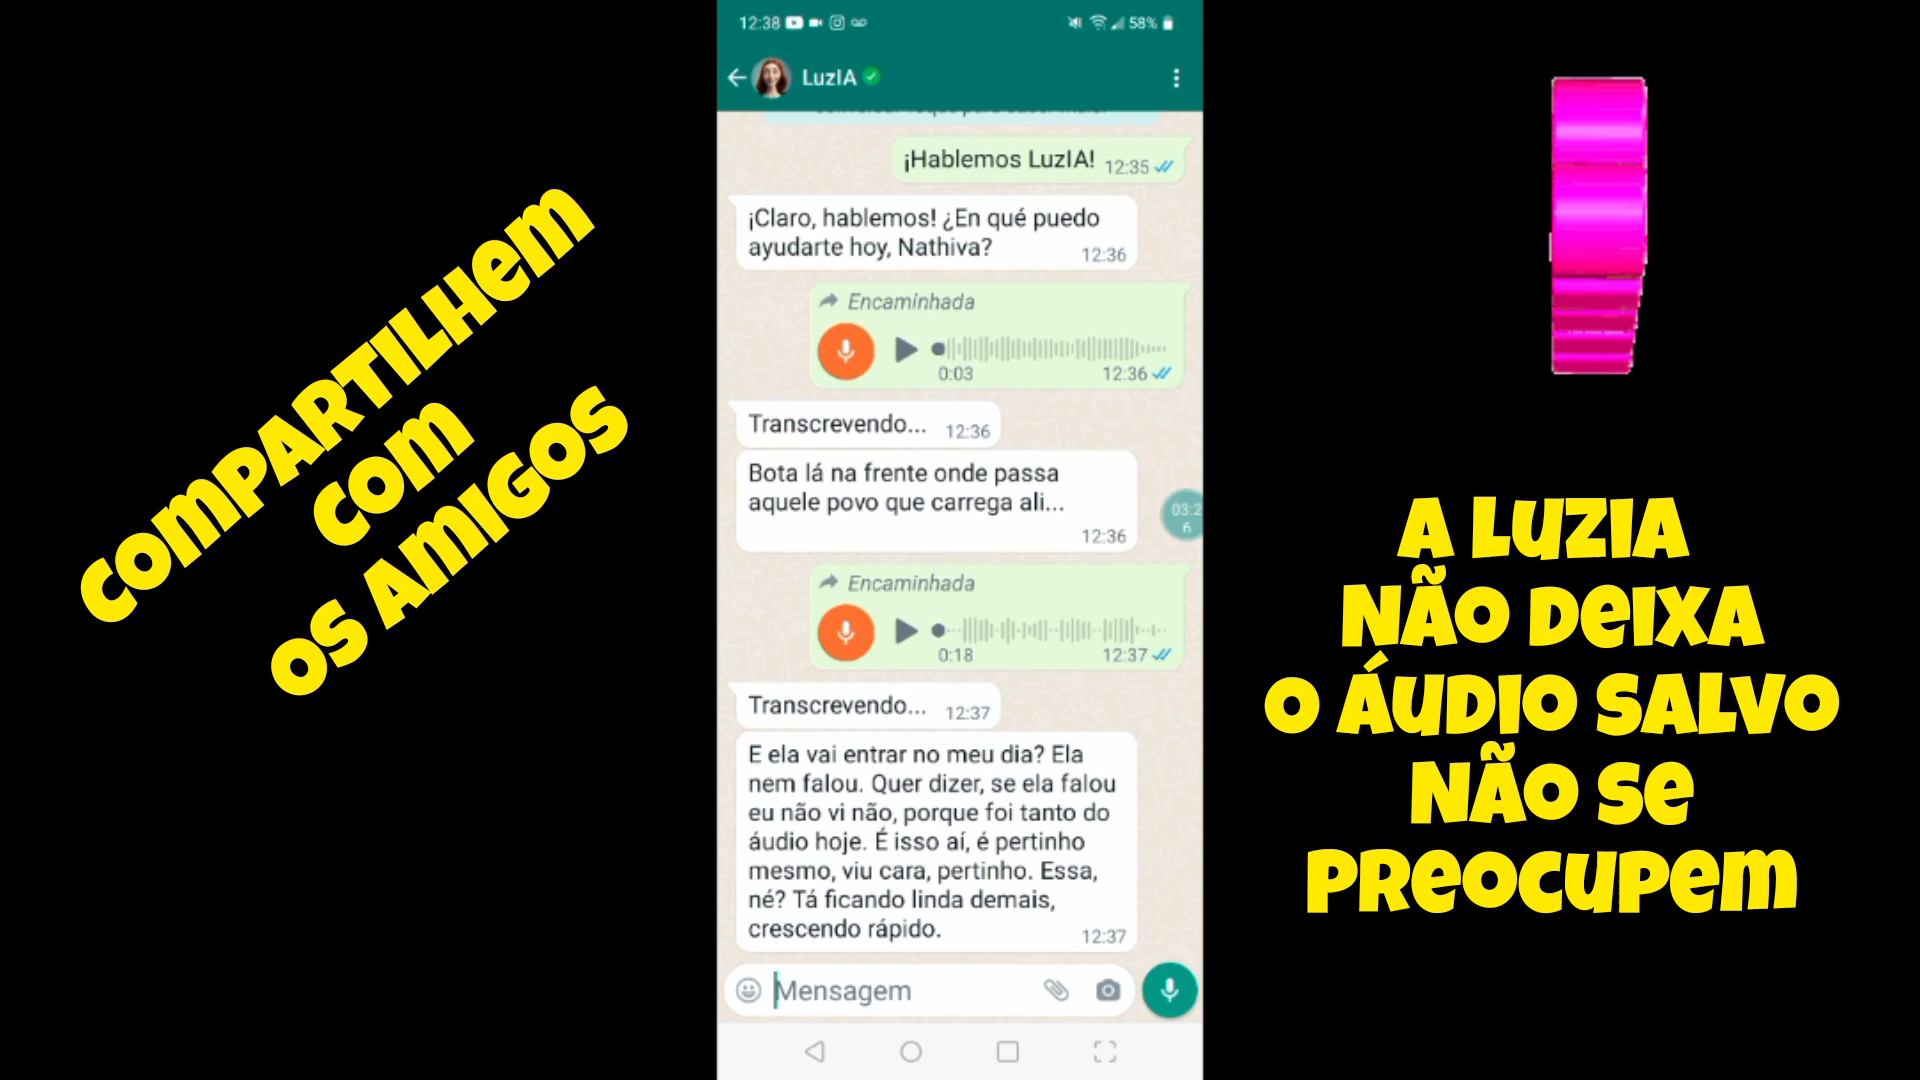 COMPARTILHEM
COM
OS AMIGOS
12:38
58%
LuzIA
¡Hablemos LuzIA! 12:35
¡Claro, hablemos! ¿En qué puedo
ayudarte hoy, Nathiva? 12:36
Encaminhada
0:03 12:36
Transcrevendo... 12:36
Bota lá na frente onde passa
aquele povo que carrega ali...
12:36
03:2
6
Encaminhada
0:18 12:37
Transcrevendo... 12:37
E ela vai entrar no meu dia? Ela
nem falou. Quer dizer, se ela falou
eu não vi não, porque foi tanto do
áudio hoje. É isso aí, é pertinho
mesmo, viu cara, pertinho. Essa,
né? Tá ficando linda demais,
crescendo rápido. 12:37
Mensagem
A LUZIA
NÃO DEIXA
O ÁUDIO SALVO
NÃO SE
PREOCUPEM